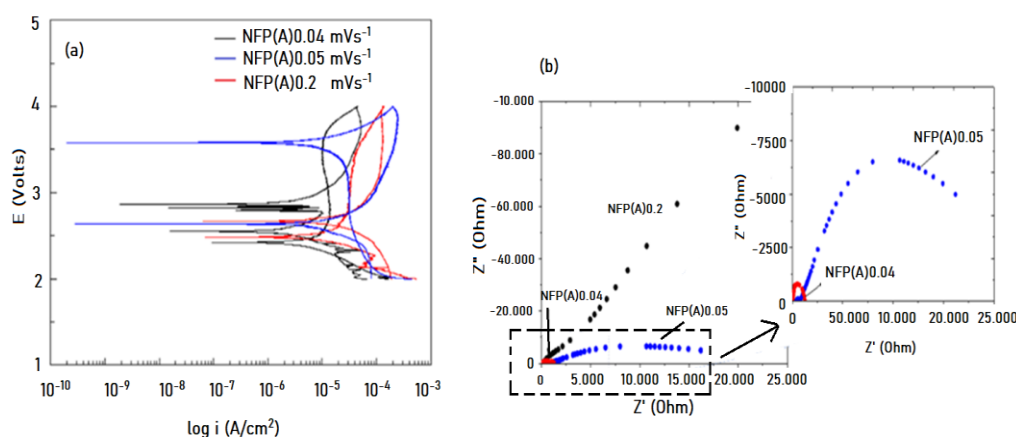 (a)
NFP(A)0.04 mVs⁻¹
NFP(A)0.05 mVs⁻¹
NFP(A)0.2 mVs⁻¹
5
4
3
2
1
E (Volts)
10⁻¹⁰
10⁻⁹
10⁻⁸
10⁻⁷
10⁻⁶
10⁻⁵
10⁻⁴
10⁻³
log i (A/cm²)
(b)
-10.000
-80.000
-60.000
-40.000
-20.000
0
Z" (Ohm)
NFP(A)0.2
NFP(A)0.04
NFP(A)0.05
0
5.000
10.000
15.000
20.000
25.000
Z' (Ohm)
-10000
-7500
-5000
-2500
0
Z" (Ohm)
NFP(A)0.05
NFP(A)0.04
0
5.000
10.000
15.000
20.000
25.000
Z' (Ohm)